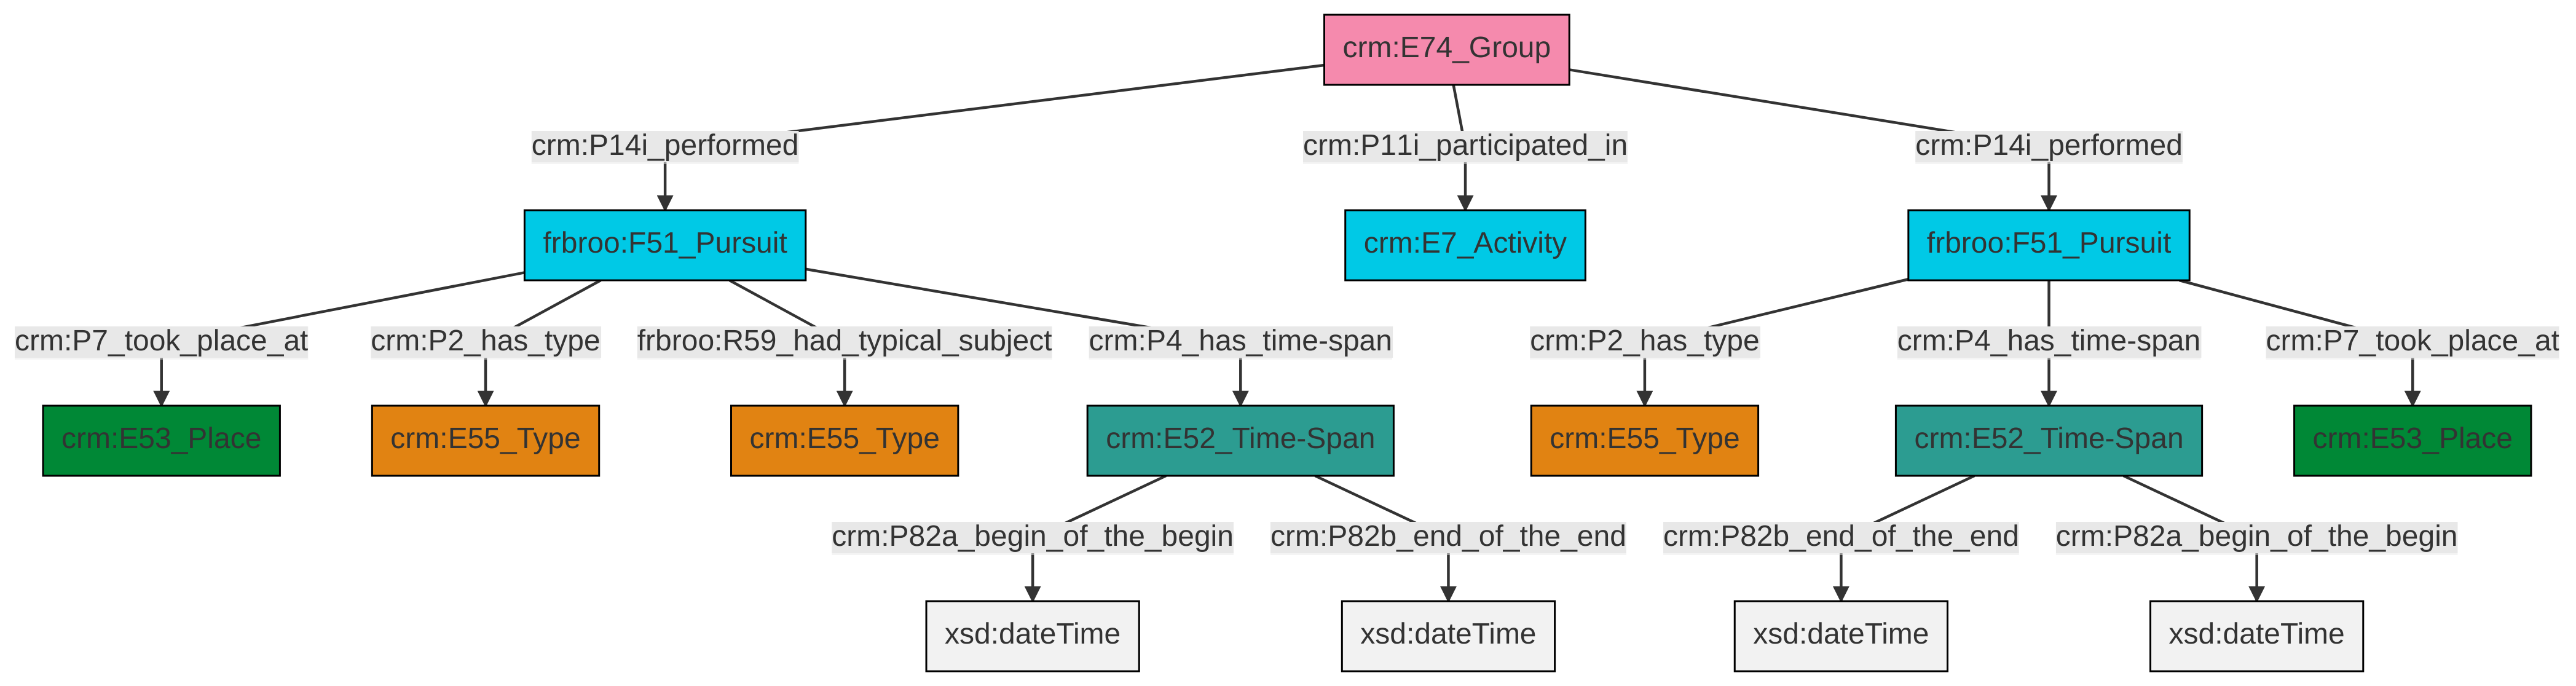 crm:E74_Group
crm:P14i_performed
crm:P11i_participated_in
crm:P14i_performed
frbroo:F51_Pursuit
crm:E7_Activity
frbroo:F51_Pursuit
crm:P7_took_place_at
crm:P2_has_type
frbroo:R59_had_typical_subject
crm:P4_has_time-span
crm:P2_has_type
crm:P4_has_time-span
crm:P7_took_place_at
crm:E53_Place
crm:E55_Type
crm:E55_Type
crm:E52_Time-Span
crm:E55_Type
crm:E52_Time-Span
crm:E53_Place
crm:P82a_begin_of_the_begin
crm:P82b_end_of_the_end
crm:P82b_end_of_the_end
crm:P82a_begin_of_the_begin
xsd:dateTime
xsd:dateTime
xsd:dateTime
xsd:dateTime